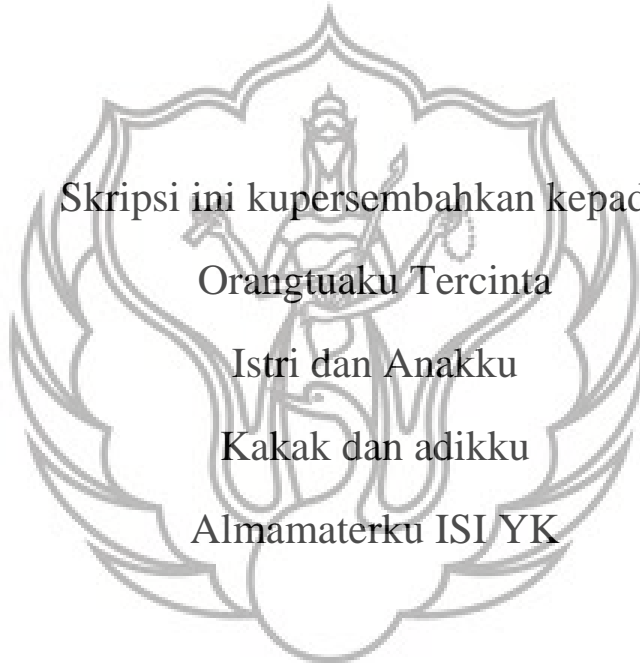 Skripsi ini kupersembahkan kepad
Orangtuaku Tercinta
Istri dan Anakku
Kakak dan adikku
Almamaterku ISI YK